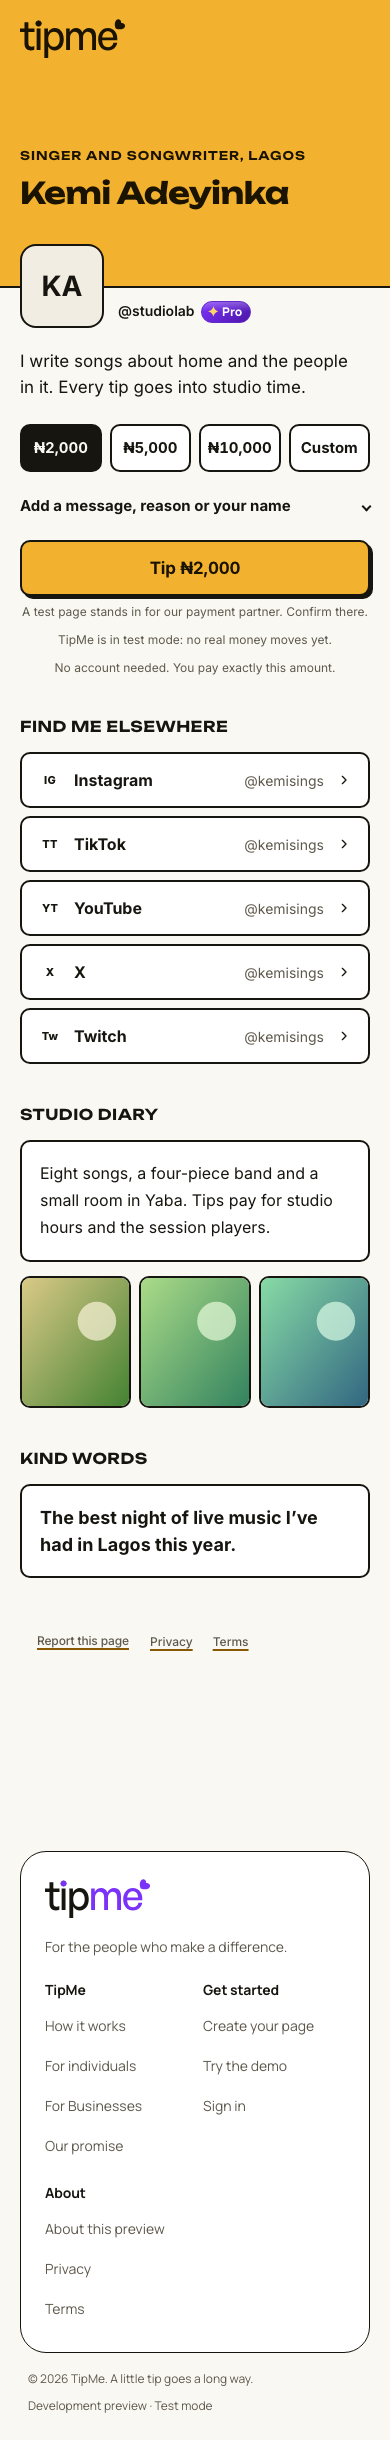 tipme
SINGER AND SONGWRITER, LAGOS
Kemi Adeyinka
KA
@studiolab ✦ Pro
I write songs about home and the people
in it. Every tip goes into studio time.
₦2,000 ₦5,000 ₦10,000 Custom
Add a message, reason or your name
Tip ₦2,000
A test page stands in for our payment partner. Confirm there.
TipMe is in test mode: no real money moves yet.
No account needed. You pay exactly this amount.
FIND ME ELSEWHERE
IG Instagram @kemisings
TT TikTok @kemisings
YT YouTube @kemisings
X X @kemisings
Tw Twitch @kemisings
STUDIO DIARY
Eight songs, a four-piece band and a
small room in Yaba. Tips pay for studio
hours and the session players.
KIND WORDS
The best night of live music I’ve
had in Lagos this year.
Report this page Privacy Terms
tipme
For the people who make a difference.
TipMe
How it works
For individuals
For Businesses
Our promise
Get started
Create your page
Try the demo
Sign in
About
About this preview
Privacy
Terms
© 2026 TipMe. A little tip goes a long way.
Development preview · Test mode